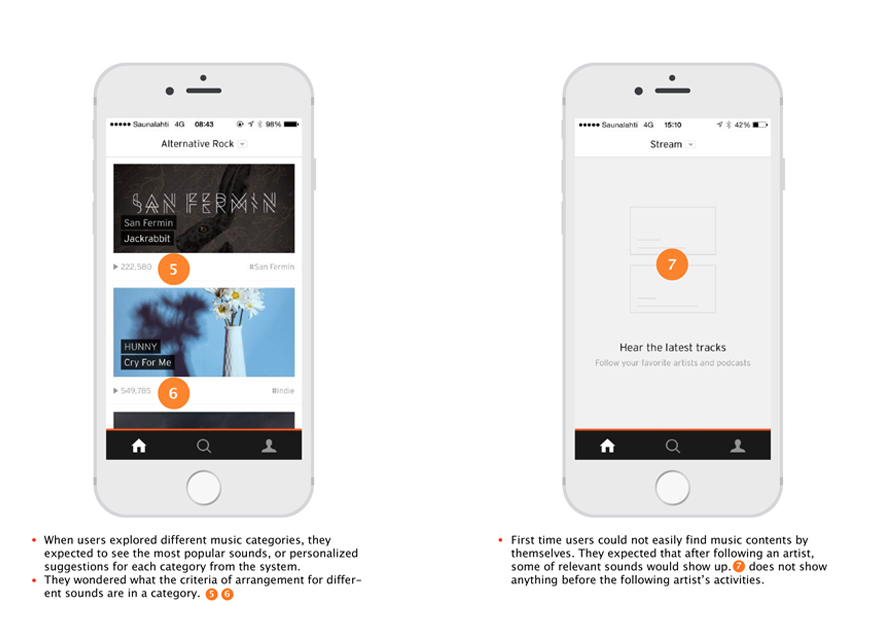 Saunalahti 4G 08:43 98%
Alternative Rock
SAN FERMIN
San Fermin
Jackrabbit
222,580
5
#San Fermin
HUNNY
Cry For Me
549,785
6
#Indie
• When users explored different music categories, they
expected to see the most popular sounds, or personalized
suggestions for each category from the system.
• They wondered what the criteria of arrangement for differ-
ent sounds are in a category. 5 6
Saunalahti 4G 15:10 42%
Stream
7
Hear the latest tracks
Follow your favorite artists and podcasts
• First time users could not easily find music contents by
themselves. They expected that after following an artist,
some of relevant sounds would show up. 7 does not show
anything before the following artist's activities.